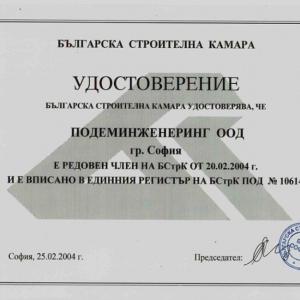 БЪЛГАРСКА СТРОИТЕЛНА КАМАРА
УДОСТОВЕРЕНИЕ
БЪЛГАРСКА СТРОИТЕЛНА КАМАРА УДОСТОВЕРЯВА, ЧЕ
ПОДЕМИНЖЕНЕРИНГ ООД
гр. София
Е РЕДОВЕН ЧЛЕН НА БСтрК ОТ 20.02.2004 г.
И Е ВПИСАНО В ЕДИННИЯ РЕГИСТЪР НА БСтрК ПОД № 10614
София, 25.02.2004 г.
Председател: